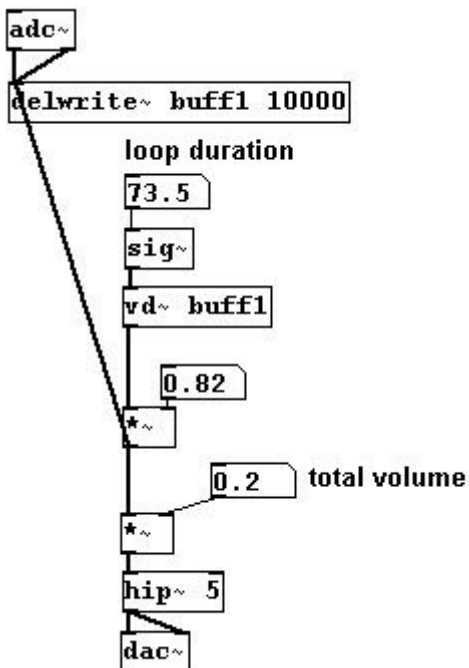 adc~
delwrite~ buff1 10000
loop duration
73.5
sig~
vd~ buff1
0.82
*~
0.2 total volume
*~
hip~ 5
dac~